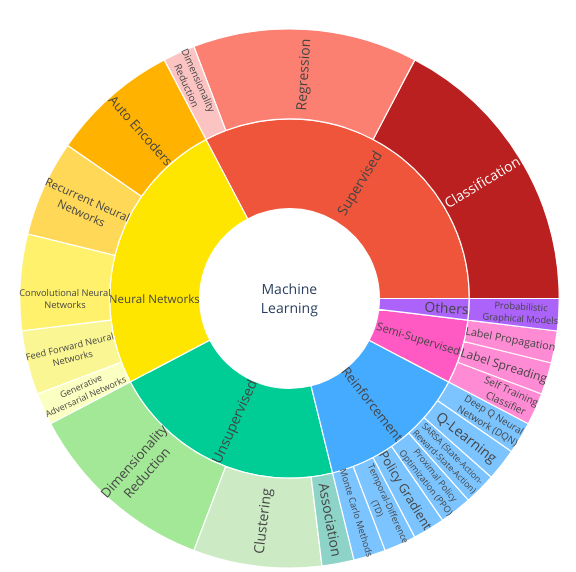 Machine
Learning
Supervised
Classification
Regression
Dimensionality
Reduction
Neural Networks
Auto Encoders
Recurrent Neural
Networks
Convolutional Neural
Networks
Feed Forward Neural
Networks
Generative
Adversarial Networks
Unsupervised
Dimensionality
Reduction
Clustering
Association
Reinforcement
Monte Carlo Methods
Temporal-Difference
(TD)
Policy Gradient
Proximal Policy
Optimization (PPO)
SARSA (State-Action-
Reward-State-Action)
Q-Learning
Deep Q Neural
Network (DQN)
Semi-Supervised
Self Training
Classifier
Label Spreading
Label Propagation
Others
Probabilistic
Graphical Models